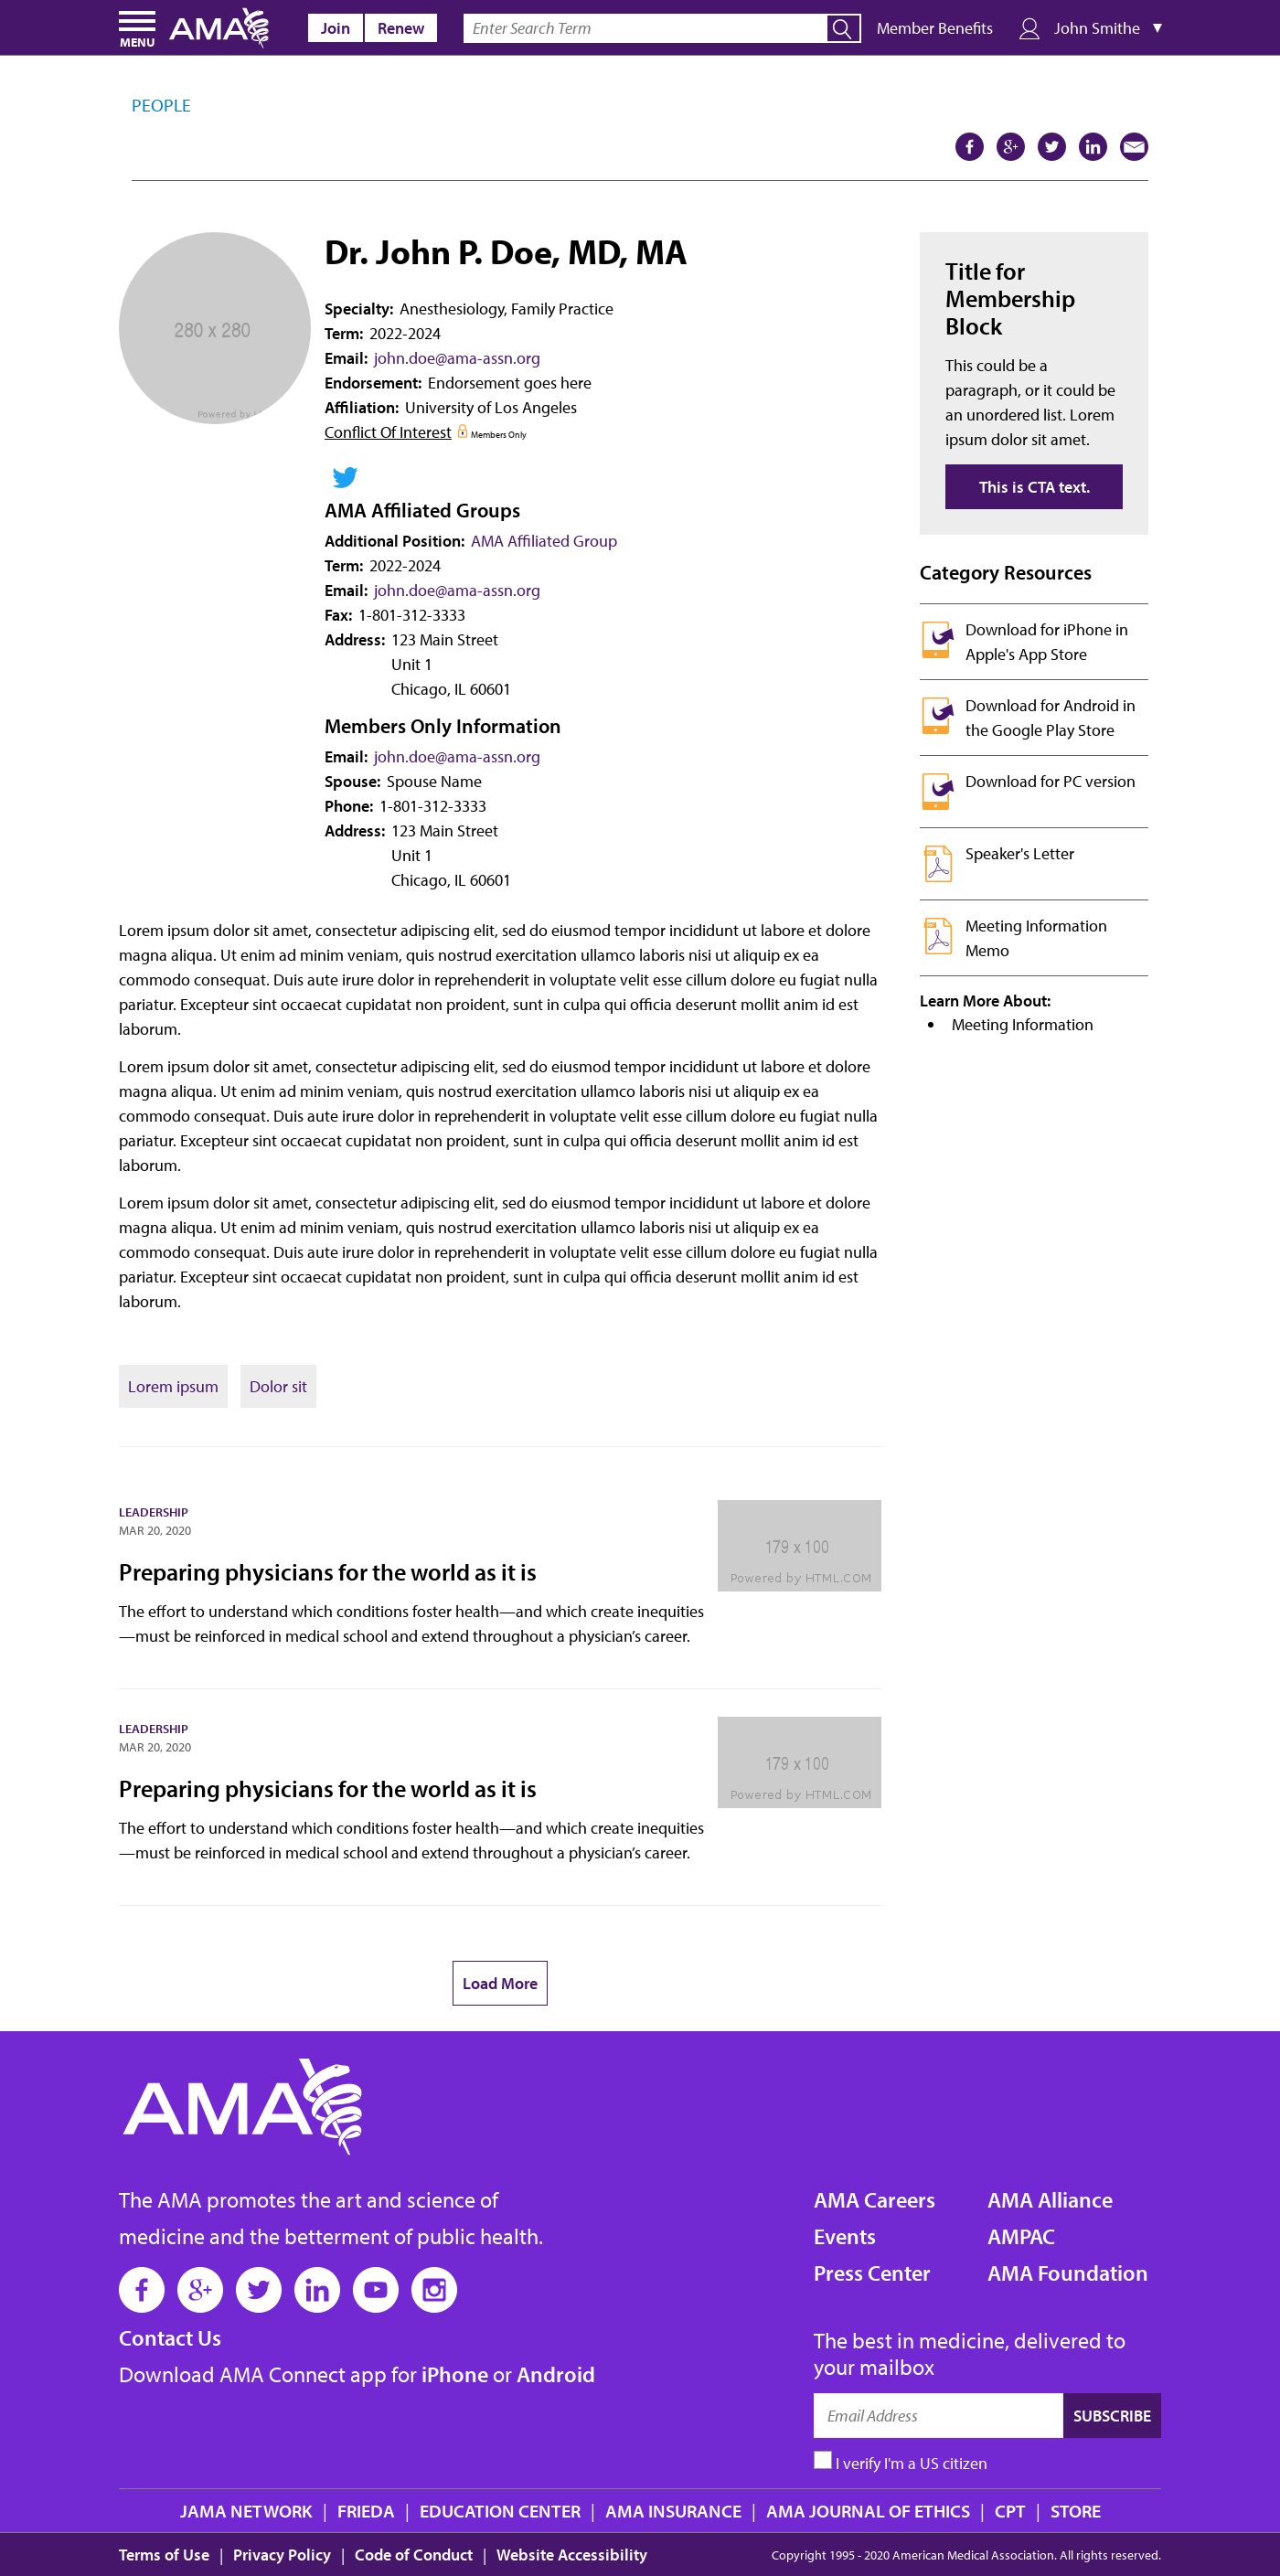 MENU
AMA
Join
Renew
Enter Search Term
Member Benefits
John Smithe ▼
PEOPLE
280 x 280
Powered by
Dr. John P. Doe, MD, MA
Specialty: Anesthesiology, Family Practice
Term: 2022-2024
Email: john.doe@ama-assn.org
Endorsement: Endorsement goes here
Affiliation: University of Los Angeles
Conflict Of Interest Members Only
AMA Affiliated Groups
Additional Position: AMA Affiliated Group
Term: 2022-2024
Email: john.doe@ama-assn.org
Fax: 1-801-312-3333
Address: 123 Main Street
Unit 1
Chicago, IL 60601
Members Only Information
Email: john.doe@ama-assn.org
Spouse: Spouse Name
Phone: 1-801-312-3333
Address: 123 Main Street
Unit 1
Chicago, IL 60601
Title for
Membership
Block
This could be a
paragraph, or it could be
an unordered list. Lorem
ipsum dolor sit amet.
This is CTA text.
Category Resources
Download for iPhone in
Apple's App Store
Download for Android in
the Google Play Store
Download for PC version
Speaker's Letter
Meeting Information
Memo
Learn More About:
• Meeting Information
Lorem ipsum dolor sit amet, consectetur adipiscing elit, sed do eiusmod tempor incididunt ut labore et dolore
magna aliqua. Ut enim ad minim veniam, quis nostrud exercitation ullamco laboris nisi ut aliquip ex ea
commodo consequat. Duis aute irure dolor in reprehenderit in voluptate velit esse cillum dolore eu fugiat nulla
pariatur. Excepteur sint occaecat cupidatat non proident, sunt in culpa qui officia deserunt mollit anim id est
laborum.
Lorem ipsum dolor sit amet, consectetur adipiscing elit, sed do eiusmod tempor incididunt ut labore et dolore
magna aliqua. Ut enim ad minim veniam, quis nostrud exercitation ullamco laboris nisi ut aliquip ex ea
commodo consequat. Duis aute irure dolor in reprehenderit in voluptate velit esse cillum dolore eu fugiat nulla
pariatur. Excepteur sint occaecat cupidatat non proident, sunt in culpa qui officia deserunt mollit anim id est
laborum.
Lorem ipsum dolor sit amet, consectetur adipiscing elit, sed do eiusmod tempor incididunt ut labore et dolore
magna aliqua. Ut enim ad minim veniam, quis nostrud exercitation ullamco laboris nisi ut aliquip ex ea
commodo consequat. Duis aute irure dolor in reprehenderit in voluptate velit esse cillum dolore eu fugiat nulla
pariatur. Excepteur sint occaecat cupidatat non proident, sunt in culpa qui officia deserunt mollit anim id est
laborum.
Lorem ipsum
Dolor sit
LEADERSHIP
MAR 20, 2020
Preparing physicians for the world as it is
The effort to understand which conditions foster health—and which create inequities
—must be reinforced in medical school and extend throughout a physician's career.
179 x 100
Powered by HTML.COM
LEADERSHIP
MAR 20, 2020
Preparing physicians for the world as it is
The effort to understand which conditions foster health—and which create inequities
—must be reinforced in medical school and extend throughout a physician's career.
179 x 100
Powered by HTML.COM
Load More
AMA
The AMA promotes the art and science of
medicine and the betterment of public health.
Contact Us
Download AMA Connect app for iPhone or Android
AMA Careers
Events
Press Center
AMA Alliance
AMPAC
AMA Foundation
The best in medicine, delivered to
your mailbox
Email Address
SUBSCRIBE
I verify I'm a US citizen
JAMA NETWORK | FRIEDA | EDUCATION CENTER | AMA INSURANCE | AMA JOURNAL OF ETHICS | CPT | STORE
Terms of Use | Privacy Policy | Code of Conduct | Website Accessibility
Copyright 1995 - 2020 American Medical Association. All rights reserved.